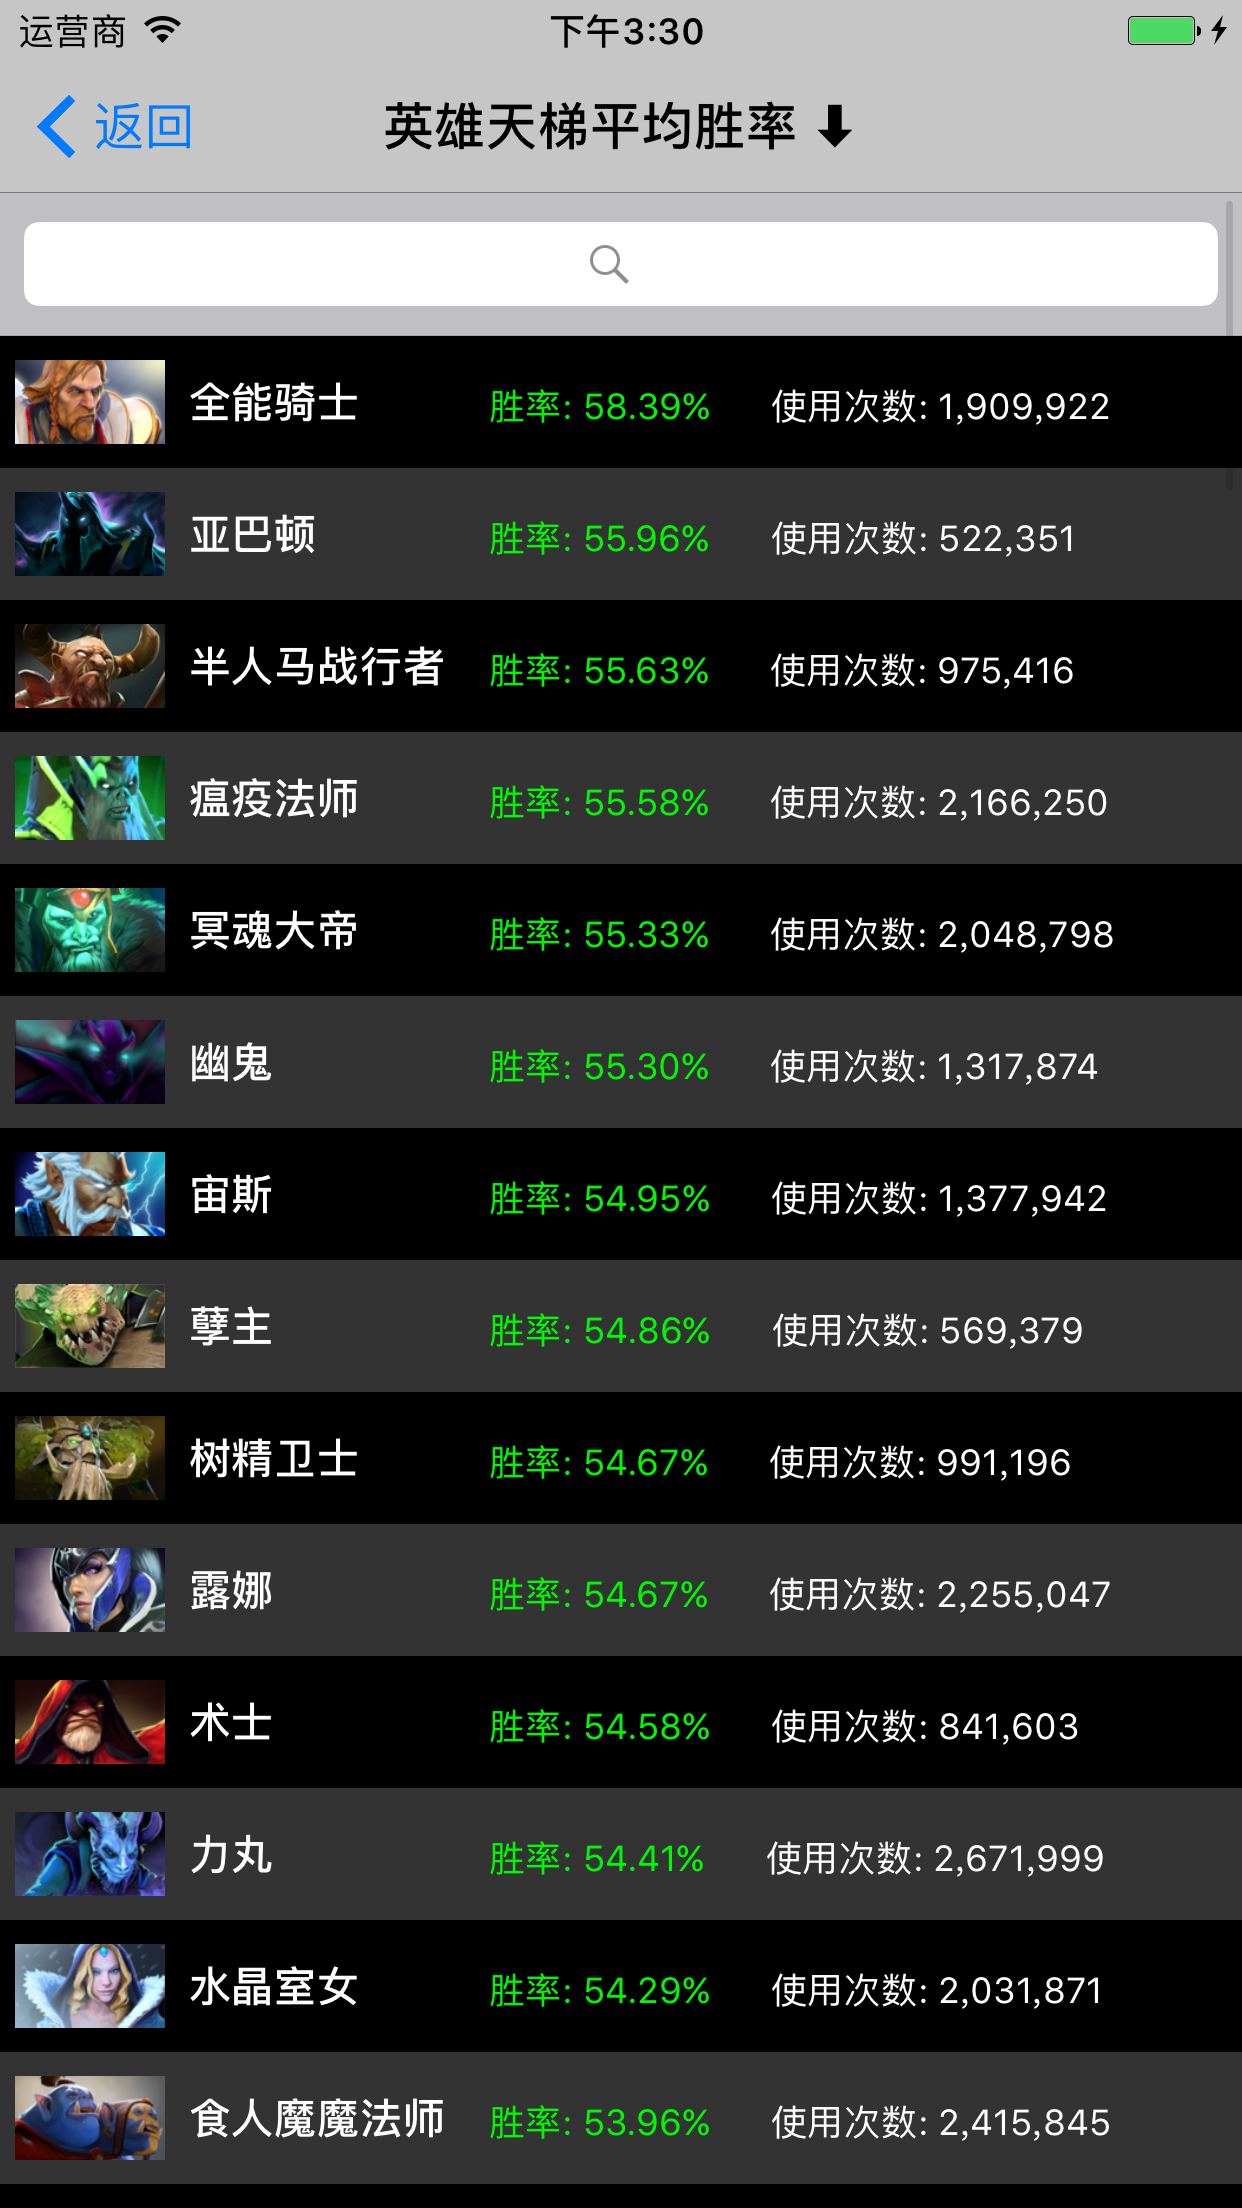 运营商 下午3:30
返回 英雄天梯平均胜率 ⬇
全能骑士 胜率: 58.39% 使用次数: 1,909,922
亚巴顿 胜率: 55.96% 使用次数: 522,351
半人马战行者 胜率: 55.63% 使用次数: 975,416
瘟疫法师 胜率: 55.58% 使用次数: 2,166,250
冥魂大帝 胜率: 55.33% 使用次数: 2,048,798
幽鬼 胜率: 55.30% 使用次数: 1,317,874
宙斯 胜率: 54.95% 使用次数: 1,377,942
孽主 胜率: 54.86% 使用次数: 569,379
树精卫士 胜率: 54.67% 使用次数: 991,196
露娜 胜率: 54.67% 使用次数: 2,255,047
术士 胜率: 54.58% 使用次数: 841,603
力丸 胜率: 54.41% 使用次数: 2,671,999
水晶室女 胜率: 54.29% 使用次数: 2,031,871
食人魔魔法师 胜率: 53.96% 使用次数: 2,415,845